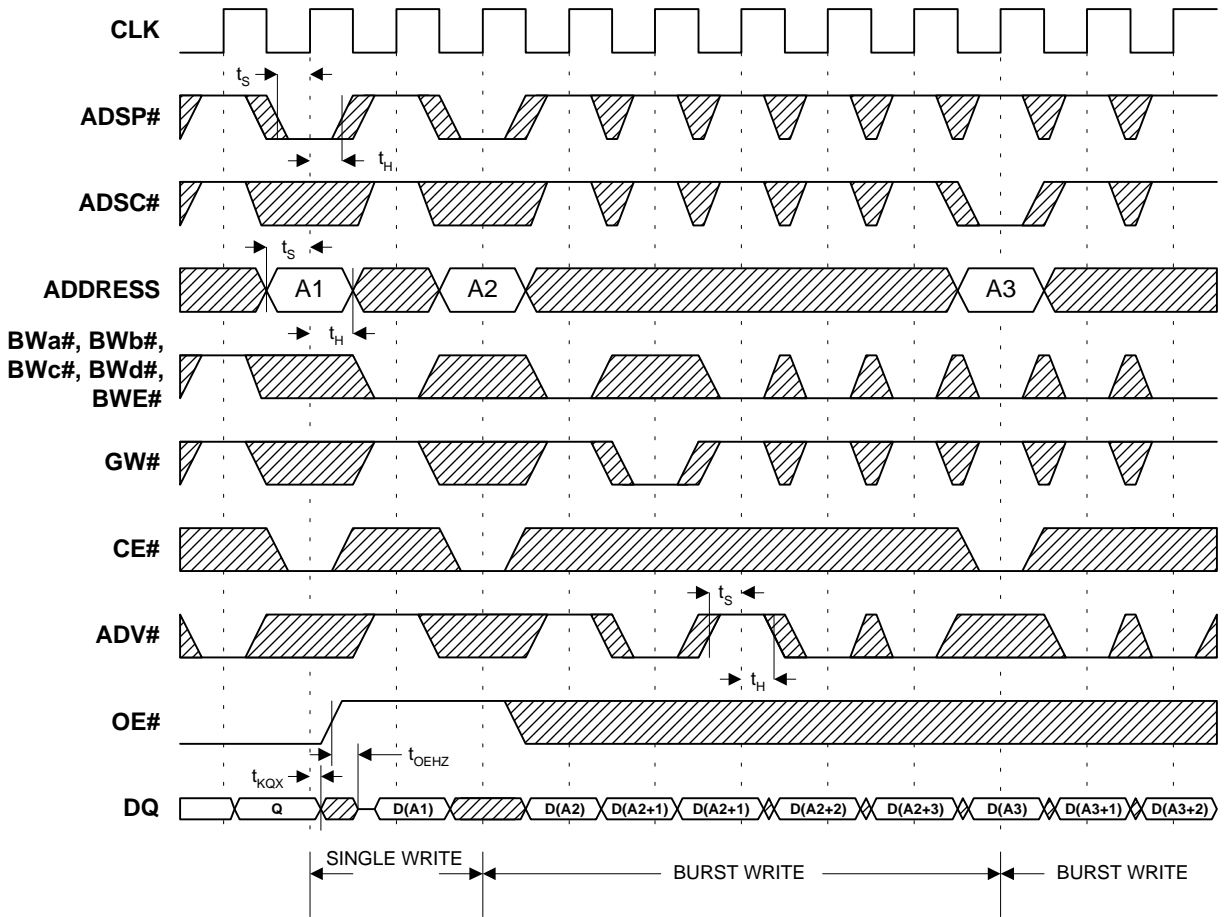 CLK
tS
ADSP#
tH
ADSC#
tS
ADDRESS A1 A2 A3
tH
BWa#, BWb#,
BWc#, BWd#,
BWE#
GW#
CE#
tS
ADV#
tH
OE#
tOEHZ
tKQX
DQ Q D(A1) D(A2) D(A2+1) D(A2+1) D(A2+2) D(A2+3) D(A3) D(A3+1) D(A3+2)
SINGLE WRITE BURST WRITE BURST WRITE